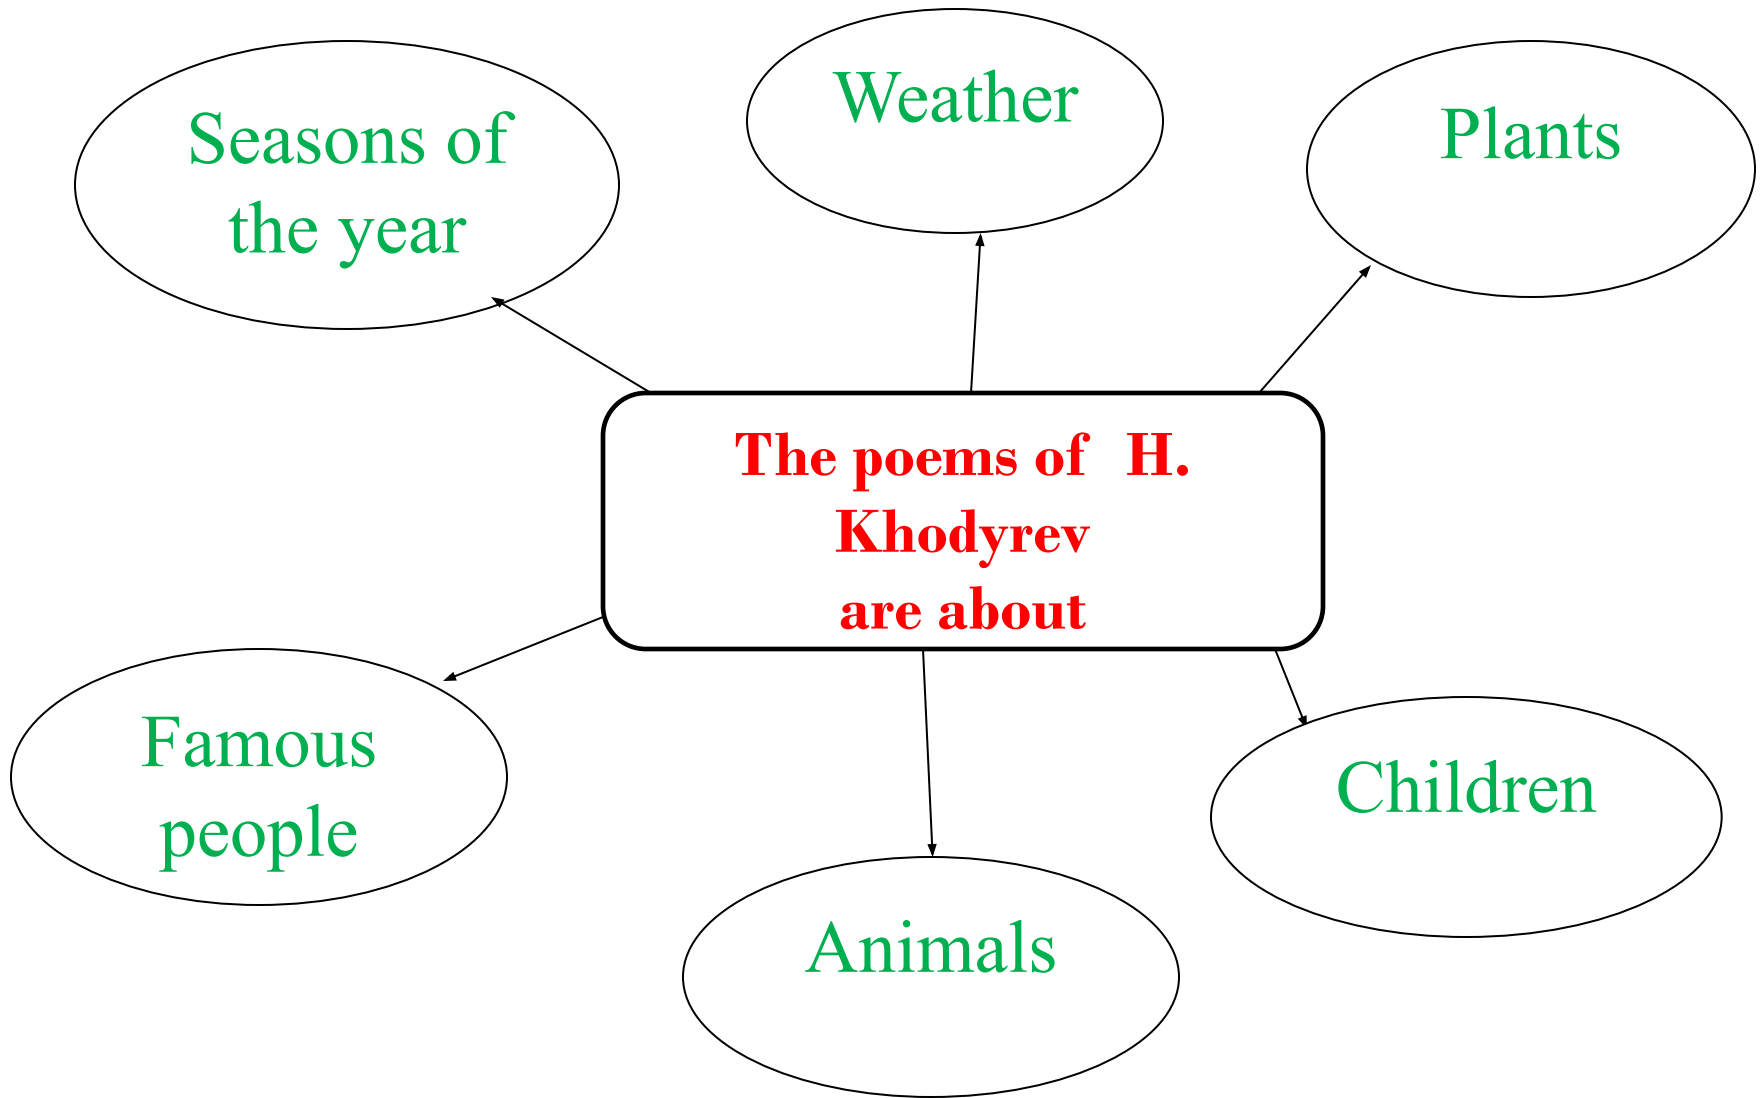 Weather
Plants
Seasons of
the year
The poems of H.
Khodyrev
are about
Famous
people
Children
Animals